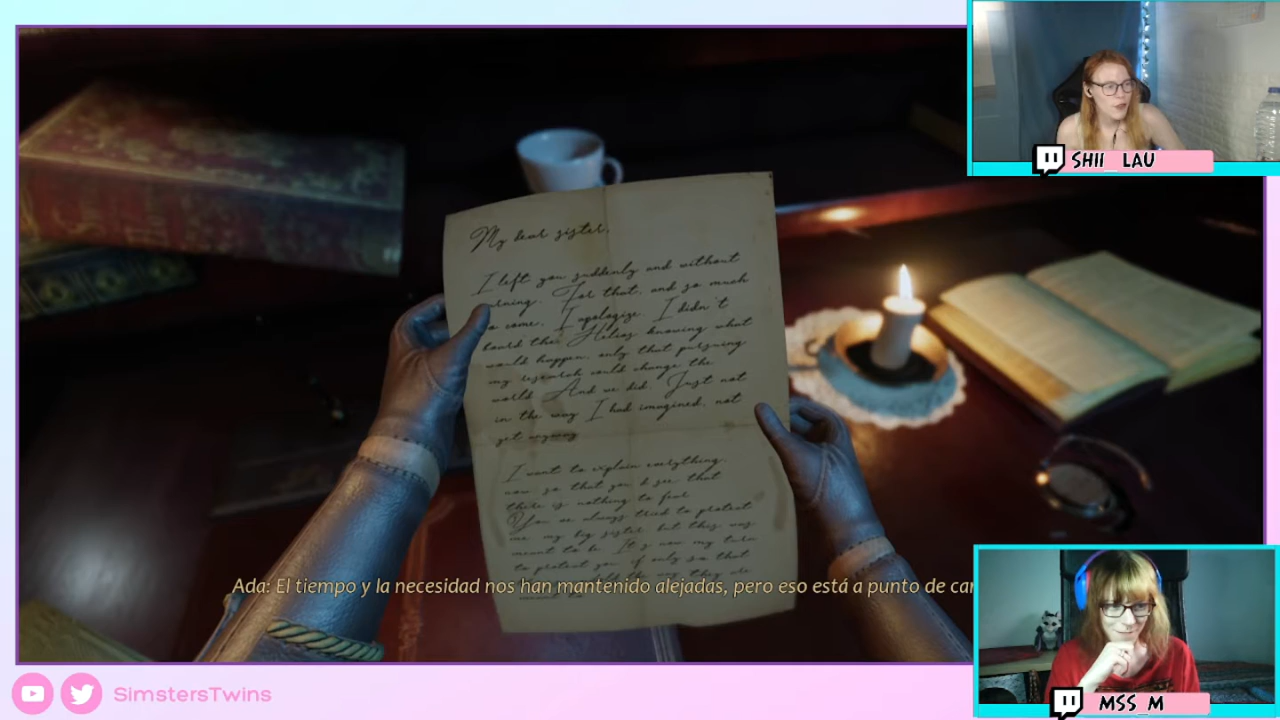 SHII_LAU
My dear sister,
I left you suddenly and without
For that, and so much
to come, I apologize. I didn't
board the Helios knowing what
would happen, only that pursuing
my research could change the
world. And we did. Just not
in the way I had imagined, not
yet anyway
I want to explain everything
now so that you'll see that
there is nothing to fear.
You've always tried to protect
me, my big sister, but this was
meant to be. It's now my turn
to protect you if only so that
they are
Ada: El tiempo y la necesidad nos han mantenido alejadas, pero eso está a punto de
SimstersTwins
MSS_M